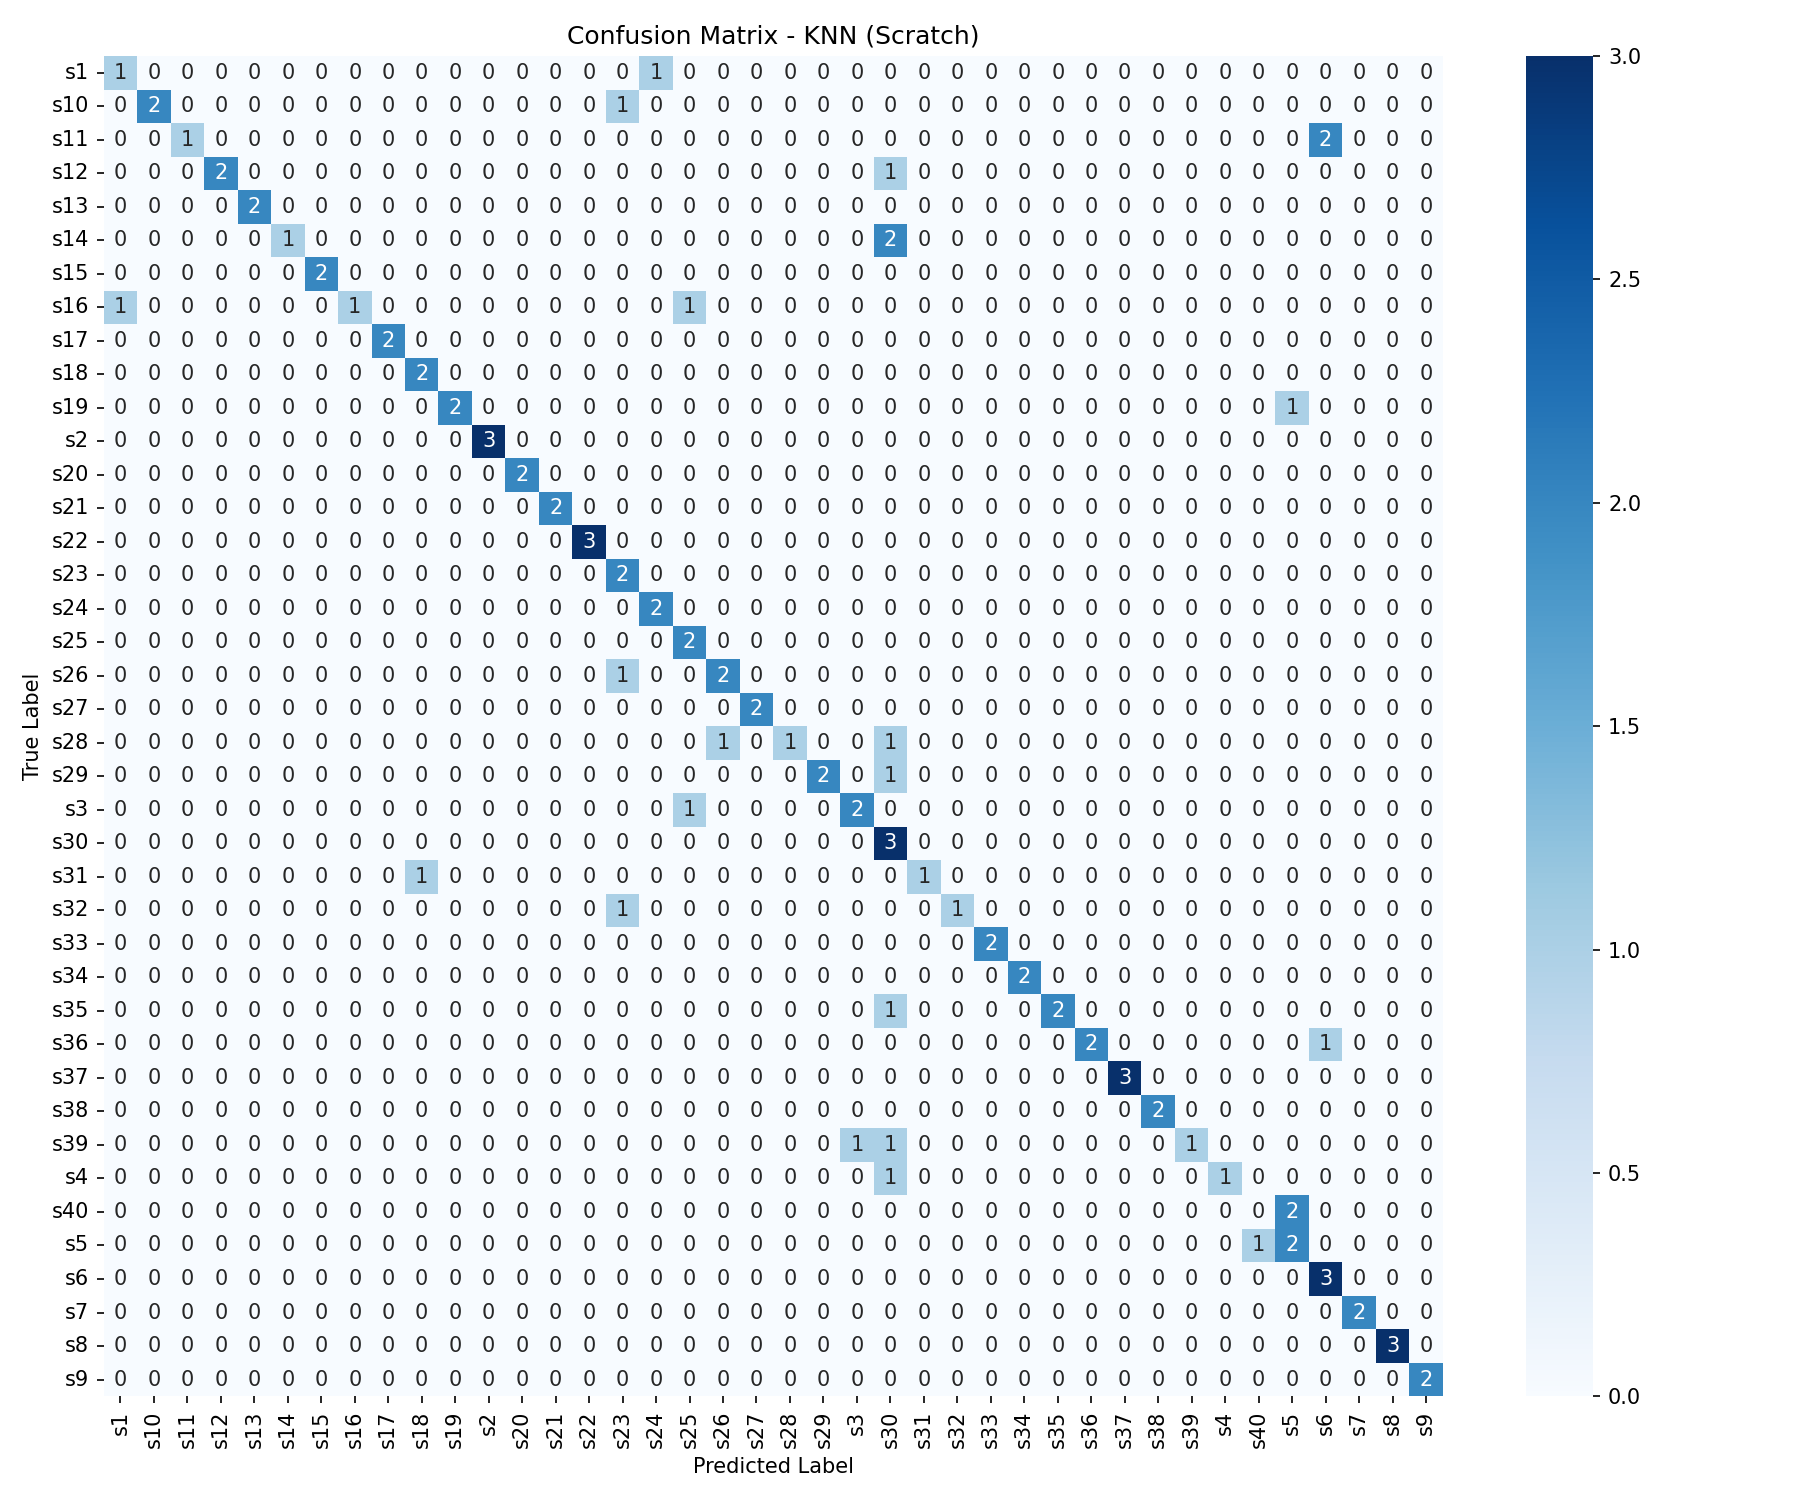 Confusion Matrix - KNN (Scratch)
s1 1 0 0 0 0 0 0 0 0 0 0 0 0 0 0 0 1 0 0 0 0 0 0 0 0 0 0 0 0 0 0 0 0 0 0 0 0 0 0 0
s10 0 2 0 0 0 0 0 0 0 0 0 0 0 0 0 1 0 0 0 0 0 0 0 0 0 0 0 0 0 0 0 0 0 0 0 0 0 0 0 0
s11 0 0 1 0 0 0 0 0 0 0 0 0 0 0 0 0 0 0 0 0 0 0 0 0 0 0 0 0 0 0 0 0 0 0 0 0 2 0 0 0
s12 0 0 0 2 0 0 0 0 0 0 0 0 0 0 0 0 0 0 0 0 0 0 0 1 0 0 0 0 0 0 0 0 0 0 0 0 0 0 0 0
s13 0 0 0 0 2 0 0 0 0 0 0 0 0 0 0 0 0 0 0 0 0 0 0 0 0 0 0 0 0 0 0 0 0 0 0 0 0 0 0 0
s14 0 0 0 0 0 1 0 0 0 0 0 0 0 0 0 0 0 0 0 0 0 0 0 2 0 0 0 0 0 0 0 0 0 0 0 0 0 0 0 0
s15 0 0 0 0 0 0 2 0 0 0 0 0 0 0 0 0 0 0 0 0 0 0 0 0 0 0 0 0 0 0 0 0 0 0 0 0 0 0 0 0
s16 1 0 0 0 0 0 0 1 0 0 0 0 0 0 0 0 0 1 0 0 0 0 0 0 0 0 0 0 0 0 0 0 0 0 0 0 0 0 0 0
s17 0 0 0 0 0 0 0 0 2 0 0 0 0 0 0 0 0 0 0 0 0 0 0 0 0 0 0 0 0 0 0 0 0 0 0 0 0 0 0 0
s18 0 0 0 0 0 0 0 0 0 2 0 0 0 0 0 0 0 0 0 0 0 0 0 0 0 0 0 0 0 0 0 0 0 0 0 0 0 0 0 0
s19 0 0 0 0 0 0 0 0 0 0 2 0 0 0 0 0 0 0 0 0 0 0 0 0 0 0 0 0 0 0 0 0 0 0 0 1 0 0 0 0
s2 0 0 0 0 0 0 0 0 0 0 0 3 0 0 0 0 0 0 0 0 0 0 0 0 0 0 0 0 0 0 0 0 0 0 0 0 0 0 0 0
s20 0 0 0 0 0 0 0 0 0 0 0 0 2 0 0 0 0 0 0 0 0 0 0 0 0 0 0 0 0 0 0 0 0 0 0 0 0 0 0 0
s21 0 0 0 0 0 0 0 0 0 0 0 0 0 2 0 0 0 0 0 0 0 0 0 0 0 0 0 0 0 0 0 0 0 0 0 0 0 0 0 0
s22 0 0 0 0 0 0 0 0 0 0 0 0 0 0 3 0 0 0 0 0 0 0 0 0 0 0 0 0 0 0 0 0 0 0 0 0 0 0 0 0
s23 0 0 0 0 0 0 0 0 0 0 0 0 0 0 0 2 0 0 0 0 0 0 0 0 0 0 0 0 0 0 0 0 0 0 0 0 0 0 0 0
s24 0 0 0 0 0 0 0 0 0 0 0 0 0 0 0 0 2 0 0 0 0 0 0 0 0 0 0 0 0 0 0 0 0 0 0 0 0 0 0 0
s25 0 0 0 0 0 0 0 0 0 0 0 0 0 0 0 0 0 2 0 0 0 0 0 0 0 0 0 0 0 0 0 0 0 0 0 0 0 0 0 0
s26 0 0 0 0 0 0 0 0 0 0 0 0 0 0 0 1 0 0 2 0 0 0 0 0 0 0 0 0 0 0 0 0 0 0 0 0 0 0 0 0
s27 0 0 0 0 0 0 0 0 0 0 0 0 0 0 0 0 0 0 0 2 0 0 0 0 0 0 0 0 0 0 0 0 0 0 0 0 0 0 0 0
s28 0 0 0 0 0 0 0 0 0 0 0 0 0 0 0 0 0 0 1 0 1 0 0 1 0 0 0 0 0 0 0 0 0 0 0 0 0 0 0 0
s29 0 0 0 0 0 0 0 0 0 0 0 0 0 0 0 0 0 0 0 0 0 2 0 1 0 0 0 0 0 0 0 0 0 0 0 0 0 0 0 0
s3 0 0 0 0 0 0 0 0 0 0 0 0 0 0 0 0 0 1 0 0 0 0 2 0 0 0 0 0 0 0 0 0 0 0 0 0 0 0 0 0
s30 0 0 0 0 0 0 0 0 0 0 0 0 0 0 0 0 0 0 0 0 0 0 0 3 0 0 0 0 0 0 0 0 0 0 0 0 0 0 0 0
s31 0 0 0 0 0 0 0 0 0 1 0 0 0 0 0 0 0 0 0 0 0 0 0 0 1 0 0 0 0 0 0 0 0 0 0 0 0 0 0 0
s32 0 0 0 0 0 0 0 0 0 0 0 0 0 0 0 1 0 0 0 0 0 0 0 0 0 1 0 0 0 0 0 0 0 0 0 0 0 0 0 0
s33 0 0 0 0 0 0 0 0 0 0 0 0 0 0 0 0 0 0 0 0 0 0 0 0 0 0 2 0 0 0 0 0 0 0 0 0 0 0 0 0
s34 0 0 0 0 0 0 0 0 0 0 0 0 0 0 0 0 0 0 0 0 0 0 0 0 0 0 0 2 0 0 0 0 0 0 0 0 0 0 0 0
s35 0 0 0 0 0 0 0 0 0 0 0 0 0 0 0 0 0 0 0 0 0 0 0 1 0 0 0 0 2 0 0 0 0 0 0 0 0 0 0 0
s36 0 0 0 0 0 0 0 0 0 0 0 0 0 0 0 0 0 0 0 0 0 0 0 0 0 0 0 0 0 2 0 0 0 0 0 0 1 0 0 0
s37 0 0 0 0 0 0 0 0 0 0 0 0 0 0 0 0 0 0 0 0 0 0 0 0 0 0 0 0 0 0 3 0 0 0 0 0 0 0 0 0
s38 0 0 0 0 0 0 0 0 0 0 0 0 0 0 0 0 0 0 0 0 0 0 0 0 0 0 0 0 0 0 0 2 0 0 0 0 0 0 0 0
s39 0 0 0 0 0 0 0 0 0 0 0 0 0 0 0 0 0 0 0 0 0 0 1 1 0 0 0 0 0 0 0 0 1 0 0 0 0 0 0 0
s4 0 0 0 0 0 0 0 0 0 0 0 0 0 0 0 0 0 0 0 0 0 0 0 1 0 0 0 0 0 0 0 0 0 1 0 0 0 0 0 0
s40 0 0 0 0 0 0 0 0 0 0 0 0 0 0 0 0 0 0 0 0 0 0 0 0 0 0 0 0 0 0 0 0 0 0 0 2 0 0 0 0
s5 0 0 0 0 0 0 0 0 0 0 0 0 0 0 0 0 0 0 0 0 0 0 0 0 0 0 0 0 0 0 0 0 0 0 1 2 0 0 0 0
s6 0 0 0 0 0 0 0 0 0 0 0 0 0 0 0 0 0 0 0 0 0 0 0 0 0 0 0 0 0 0 0 0 0 0 0 0 3 0 0 0
s7 0 0 0 0 0 0 0 0 0 0 0 0 0 0 0 0 0 0 0 0 0 0 0 0 0 0 0 0 0 0 0 0 0 0 0 0 0 2 0 0
s8 0 0 0 0 0 0 0 0 0 0 0 0 0 0 0 0 0 0 0 0 0 0 0 0 0 0 0 0 0 0 0 0 0 0 0 0 0 0 3 0
s9 0 0 0 0 0 0 0 0 0 0 0 0 0 0 0 0 0 0 0 0 0 0 0 0 0 0 0 0 0 0 0 0 0 0 0 0 0 0 0 2
s1 s10 s11 s12 s13 s14 s15 s16 s17 s18 s19 s2 s20 s21 s22 s23 s24 s25 s26 s27 s28 s29 s3 s30 s31 s32 s33 s34 s35 s36 s37 s38 s39 s4 s40 s5 s6 s7 s8 s9
Predicted Label
True Label
3.0
2.5
2.0
1.5
1.0
0.5
0.0